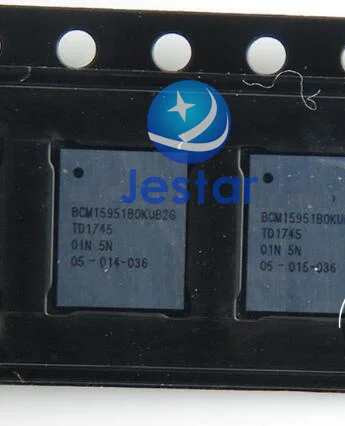 Jestar
BCM15951B0KUB2G
TD1745
01N 5N
05-014-036
BCM15951B0KU
TD1745
01N 5N
05-015-036